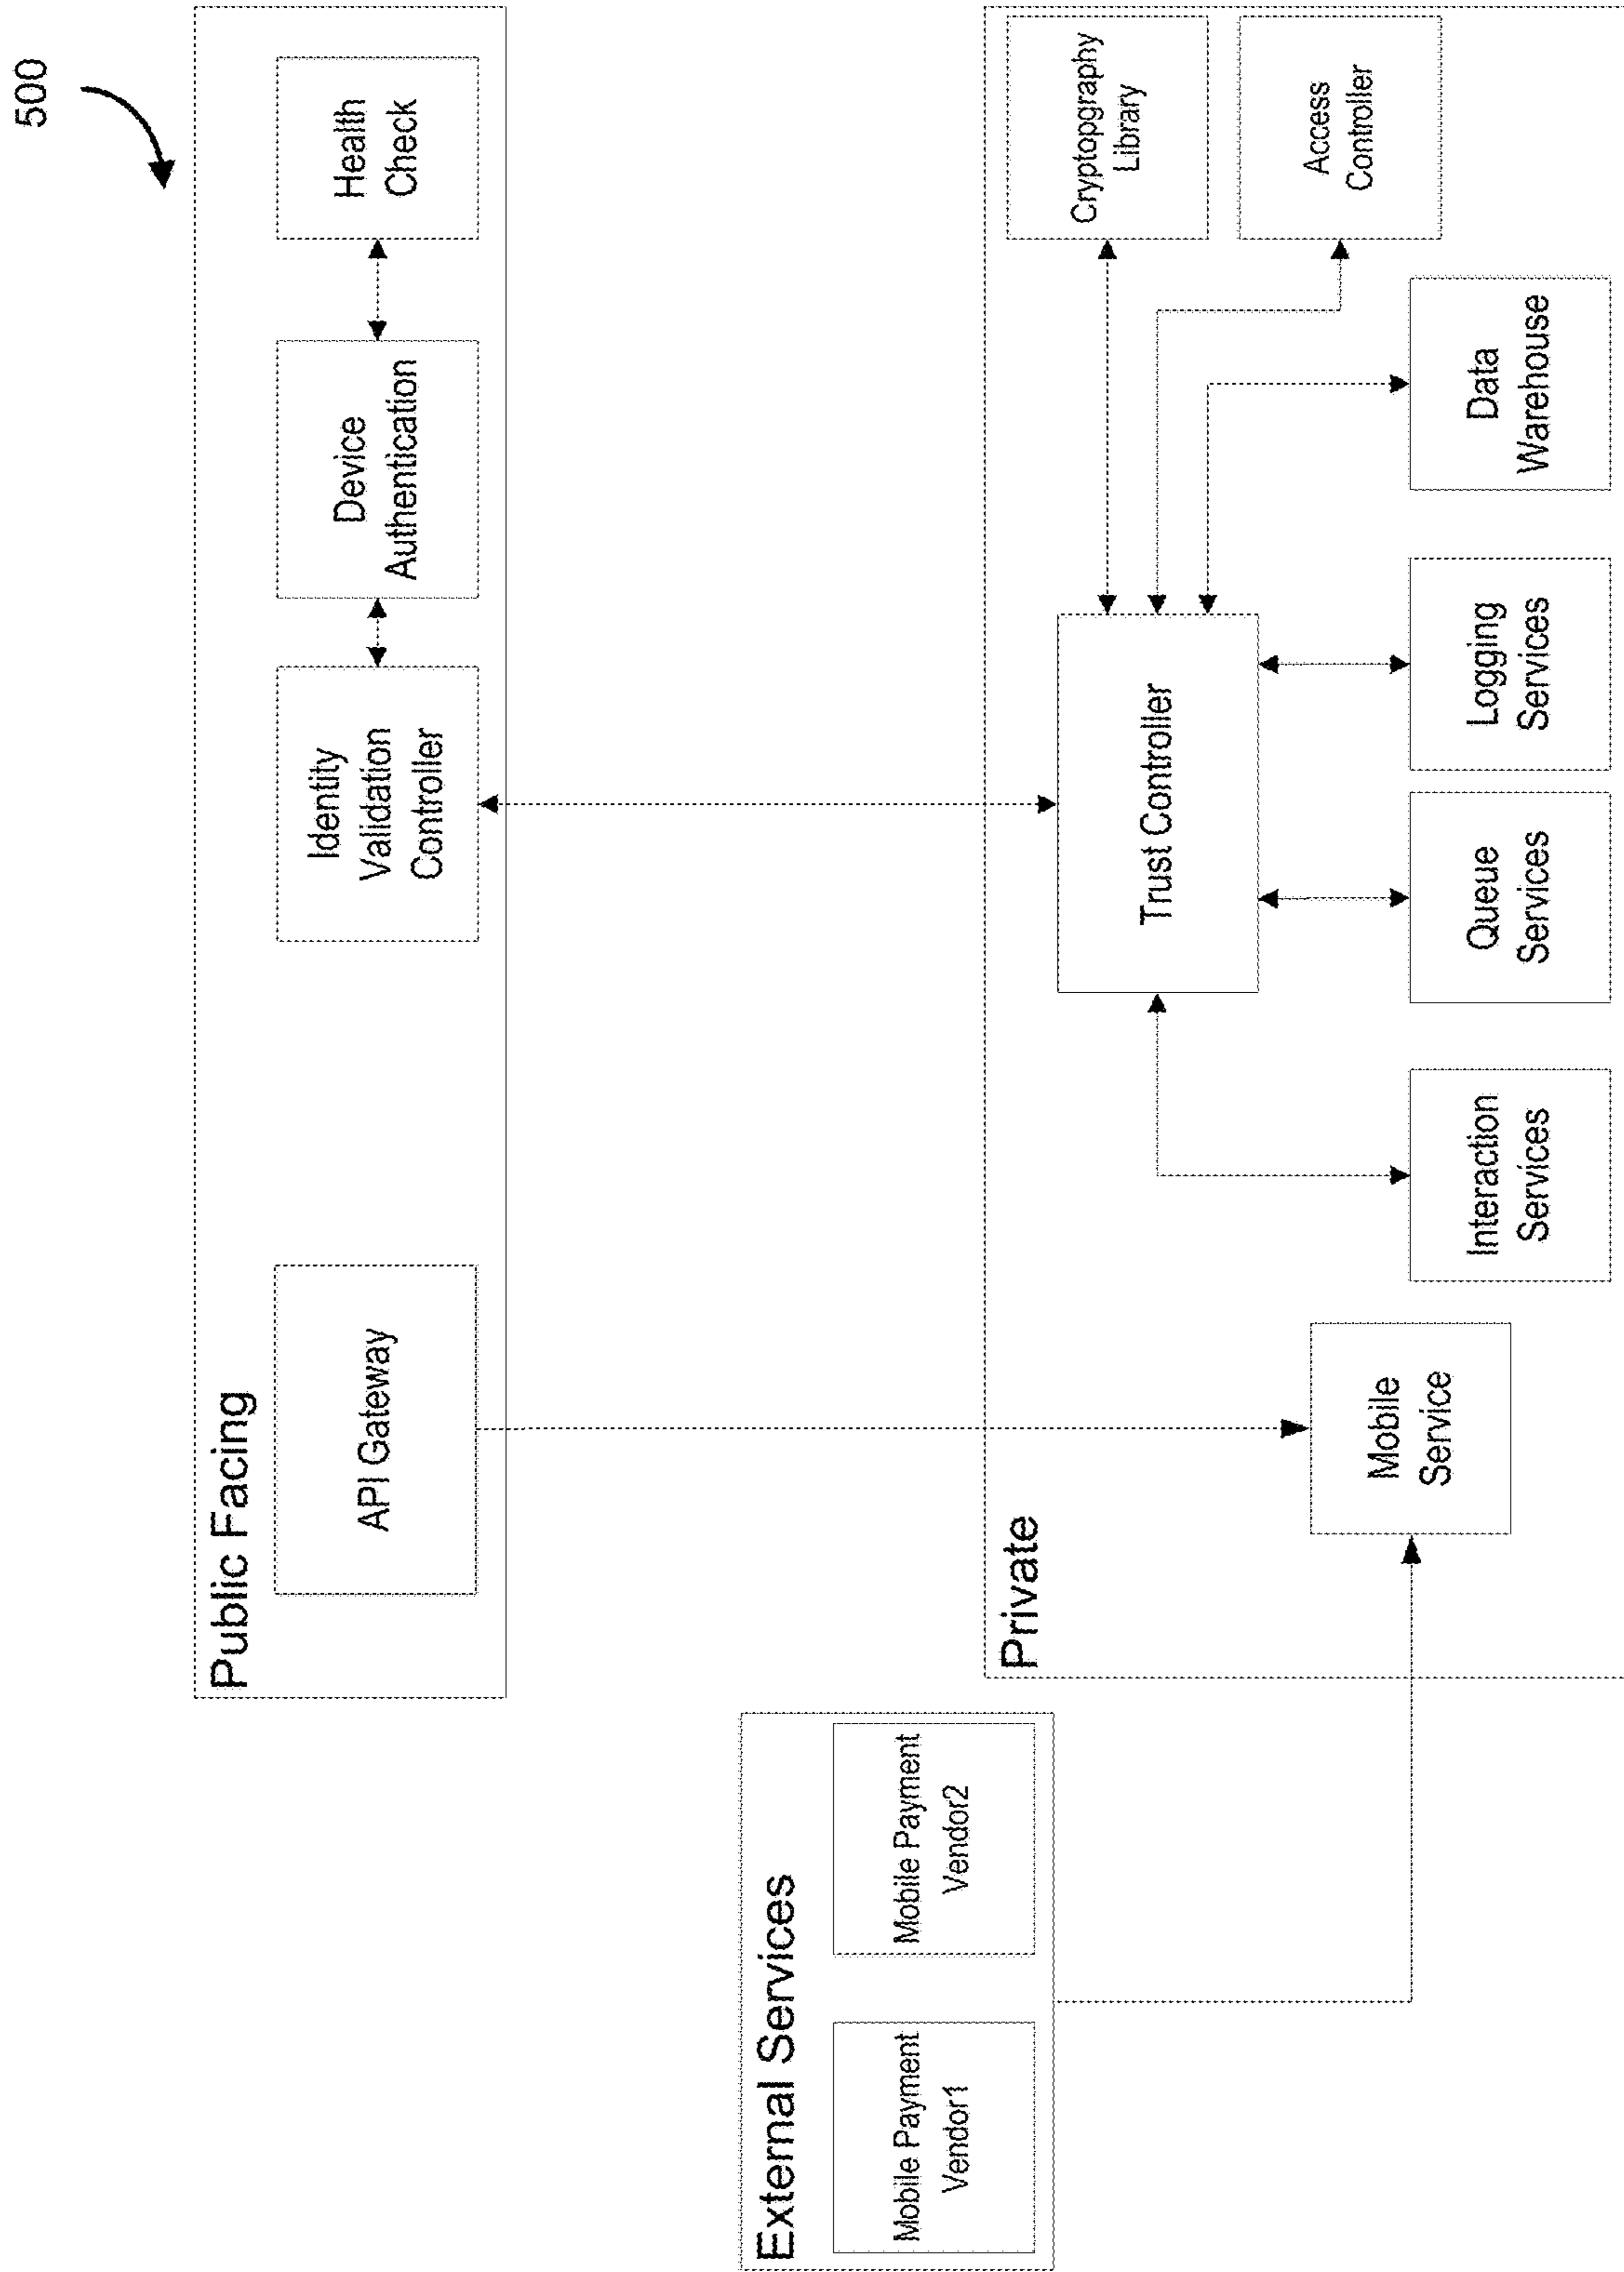 500
Public Facing
API Gateway
Identity
Validation
Controller
Device
Authentication
Health
Check
External Services
Mobile Payment
Vendor1
Mobile Payment
Vendor2
Private
Trust Controller
Cryptopgraphy
Library
Access
Controller
Mobile
Service
Interaction
Services
Queue
Services
Logging
Services
Data
Warehouse